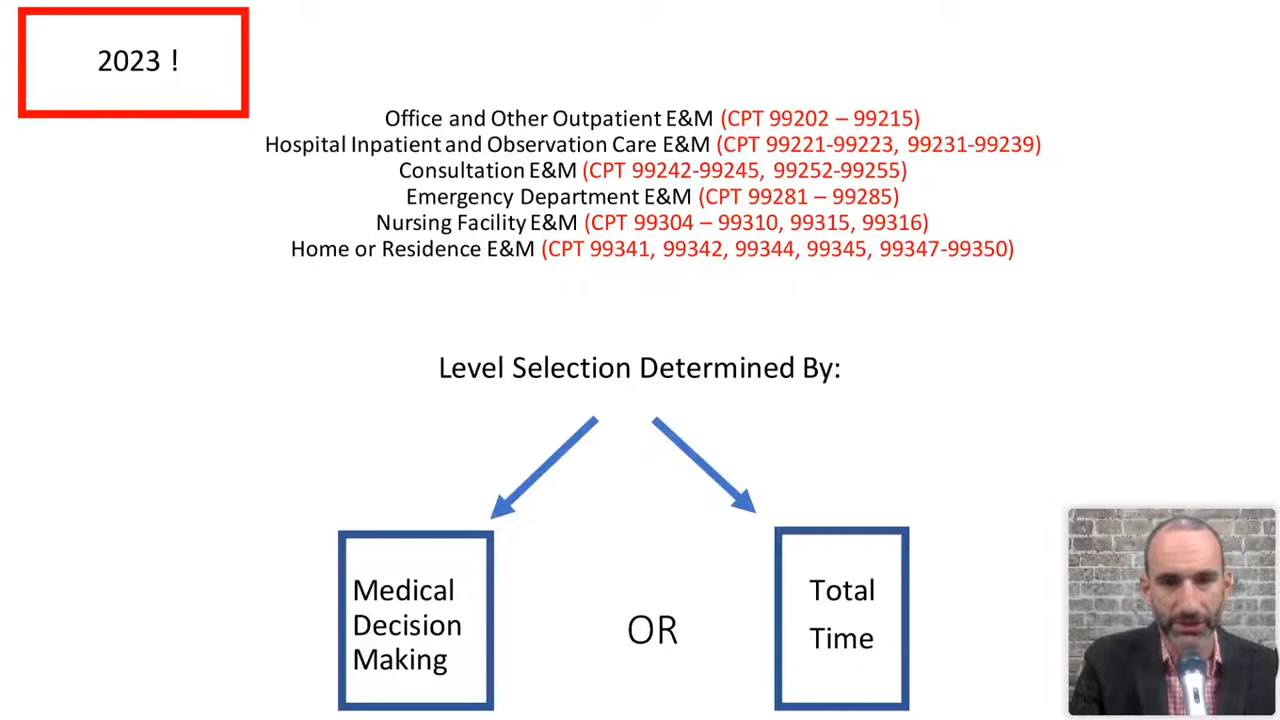 2023 !
Office and Other Outpatient E&M (CPT 99202 – 99215)
Hospital Inpatient and Observation Care E&M (CPT 99221-99223, 99231-99239)
Consultation E&M (CPT 99242-99245, 99252-99255)
Emergency Department E&M (CPT 99281 – 99285)
Nursing Facility E&M (CPT 99304 – 99310, 99315, 99316)
Home or Residence E&M (CPT 99341, 99342, 99344, 99345, 99347-99350)
Level Selection Determined By:
Medical
Decision
Making
OR
Total
Time